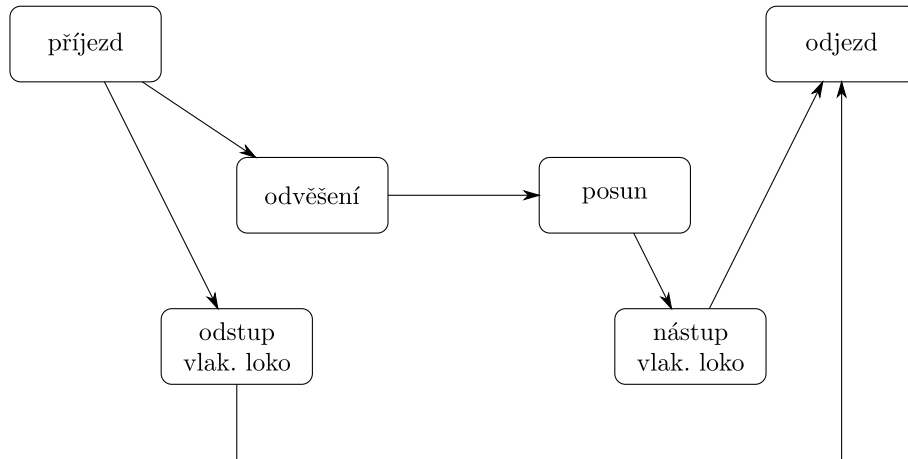 příjezd
odjezd
odvěšení
posun
odstup
vlak. loko
nástup
vlak. loko